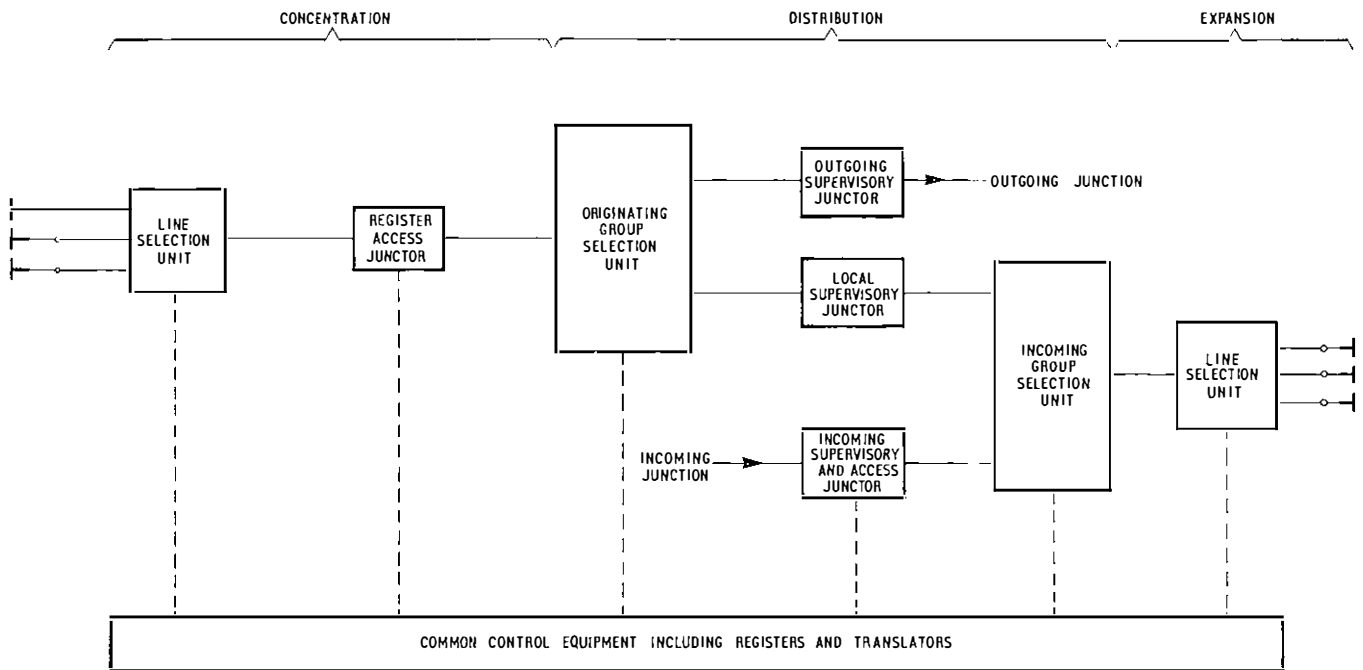 CONCENTRATION
DISTRIBUTION
EXPANSION
LINE
SELECTION
UNIT
REGISTER
ACCESS
JUNCTOR
ORIGINATING
GROUP
SELECTION
UNIT
OUTGOING
SUPERVISORY
JUNCTOR
OUTGOING JUNCTION
LOCAL
SUPERVISORY
JUNCTOR
INCOMING
JUNCTION
INCOMING
SUPERVISORY
AND ACCESS
JUNCTOR
INCOMING
GROUP
SELECTION
UNIT
LINE
SELECTION
UNIT
COMMON CONTROL EQUIPMENT INCLUDING REGISTERS AND TRANSLATORS